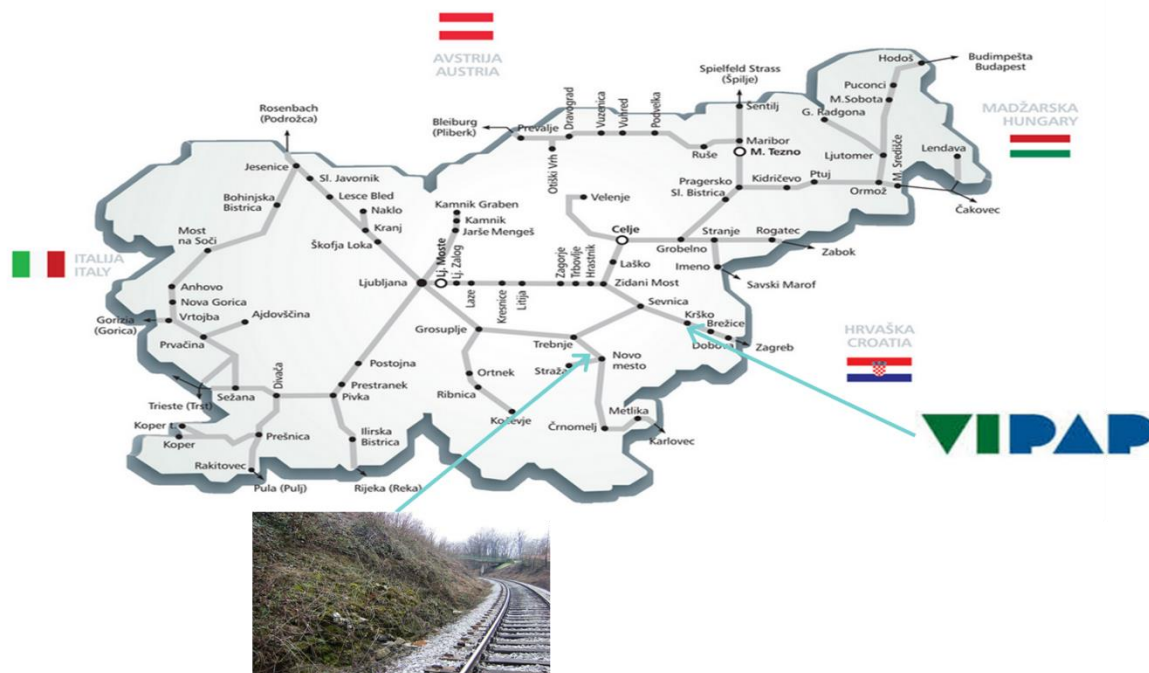 AVSTRIJA
AUSTRIA
Hodoš
Budimpešta
Budapest
Spielfeld Strass
(Špilje)
Puconci
M.Sobota
MADŽARSKA
HUNGARY
Rosenbach
(Podrožca)
Bleiburg
(Pliberk)
Prevalje
Dravograd
Vuzenica
Vuhred
Podvelka
Šentilj
G. Radgona
Maribor
M. Tezno
Ruše
Otiški Vrh
Ljutomer
M. Središče
Lendava
Jesenice
Sl. Javornik
Lesce Bled
Bohinjska
Bistrica
Naklo
Kranj
Škofja Loka
Kamnik Graben
Kamnik
Jarše Mengeš
Velenje
Pragersko
Sl. Bistrica
Kidričevo
Ptuj
Ormož
Čakovec
Most
na Soči
Lj. Moste
Lj. Zalog
Celje
Grobelno
Stranje
Rogatec
Zabok
ITALIJA
ITALY
Ljubljana
Laze
Kresnice
Litija
Zagorje
Trbovlje
Hrastnik
Laško
Zidani Most
Imeno
Savski Marof
Anhovo
Nova Gorica
Vrtojba
Gorizia
(Gorica)
Ajdovščina
Prvačina
Grosuplje
Sevnica
Krško
Brežice
Dobova
Zagreb
HRVAŠKA
CROATIA
Trebnje
Postojna
Prestranek
Pivka
Divača
Sežana
Trieste (Trst)
Ortnek
Ribnica
Kočevje
Straža
Novo
mesto
Metlika
Črnomelj
Karlovec
VIPAP
Koper t.
Koper
Prešnica
Ilirska
Bistrica
Rakitovec
Pula (Pulj)
Rijeka (Reka)